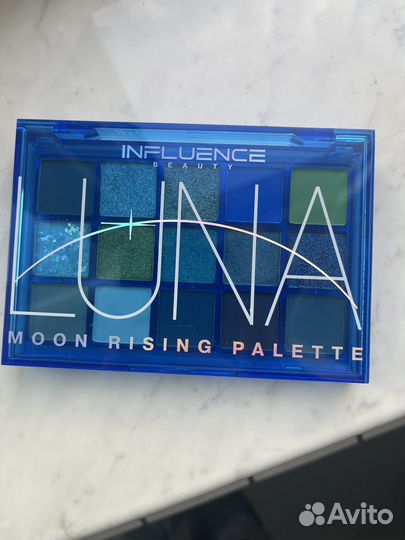 INFLUENCE
BEAUTY
LUNA
MOON RISING PALETTE
Avito